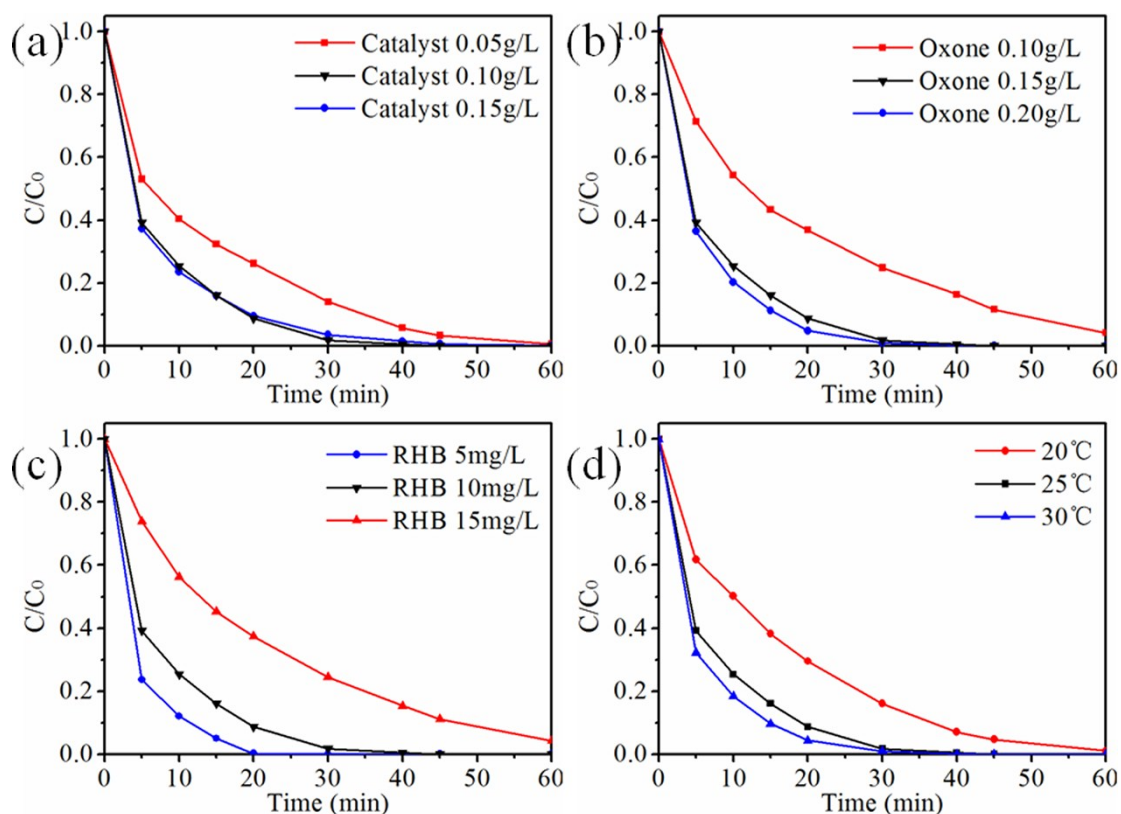 (a)
Catalyst 0.05g/L
Catalyst 0.10g/L
Catalyst 0.15g/L
C/C₀
1.0
0.8
0.6
0.4
0.2
0.0
0 10 20 30 40 50 60
Time (min)
(b)
Oxone 0.10g/L
Oxone 0.15g/L
Oxone 0.20g/L
C/C₀
1.0
0.8
0.6
0.4
0.2
0.0
0 10 20 30 40 50 60
Time (min)
(c)
RHB 5mg/L
RHB 10mg/L
RHB 15mg/L
C/C₀
1.0
0.8
0.6
0.4
0.2
0.0
0 10 20 30 40 50 60
Time (min)
(d)
20℃
25℃
30℃
C/C₀
1.0
0.8
0.6
0.4
0.2
0.0
0 10 20 30 40 50 60
Time (min)